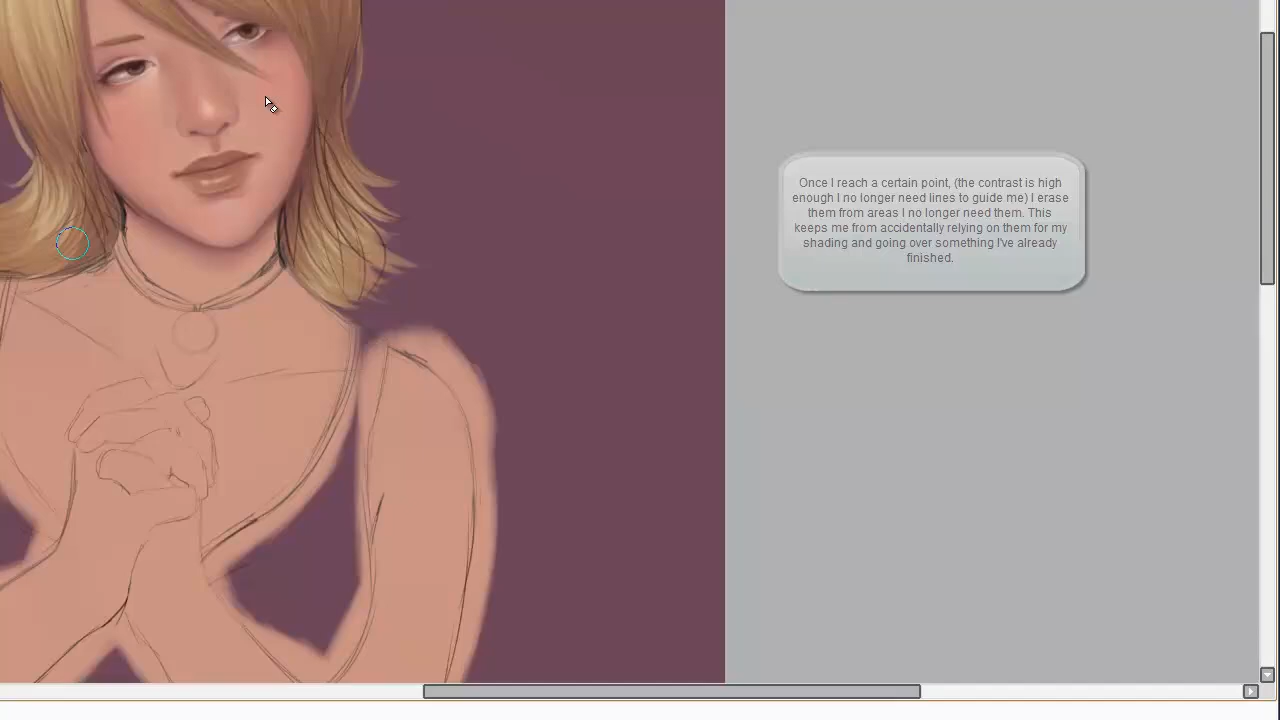 Once I reach a certain point, (the contrast is high
enough I no longer need lines to guide me) I erase
them from areas I no longer need them. This
keeps me from accidentally relying on them for my
shading and going over something I've already
finished.